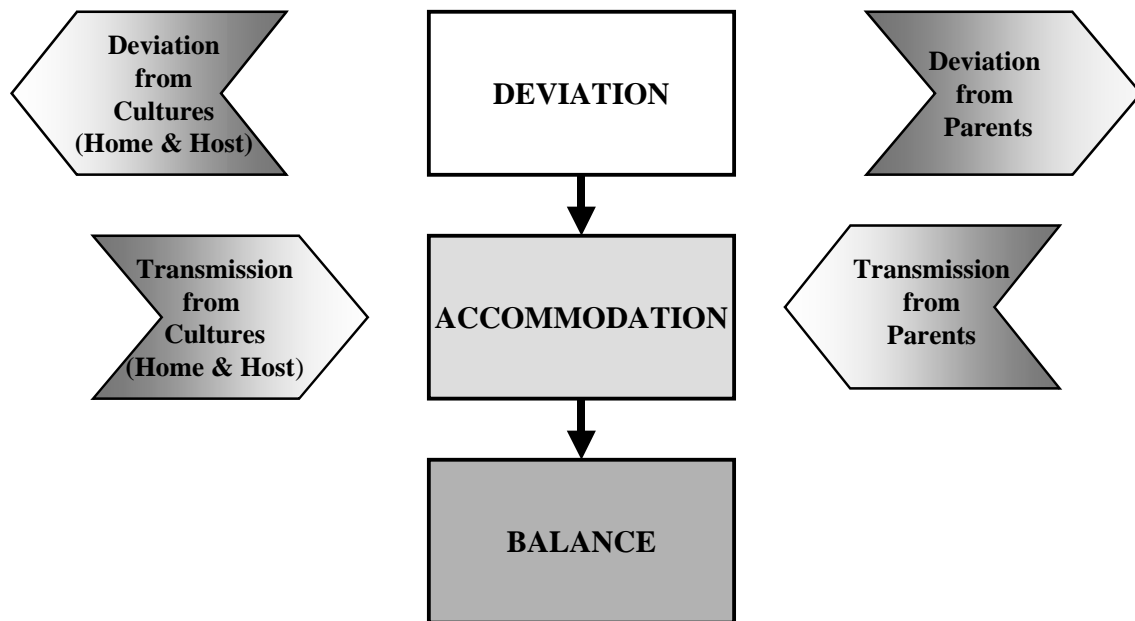 Deviation
from
Cultures
(Home & Host)
DEVIATION
Deviation
from
Parents
Transmission
from
Cultures
(Home & Host)
ACCOMMODATION
Transmission
from
Parents
BALANCE